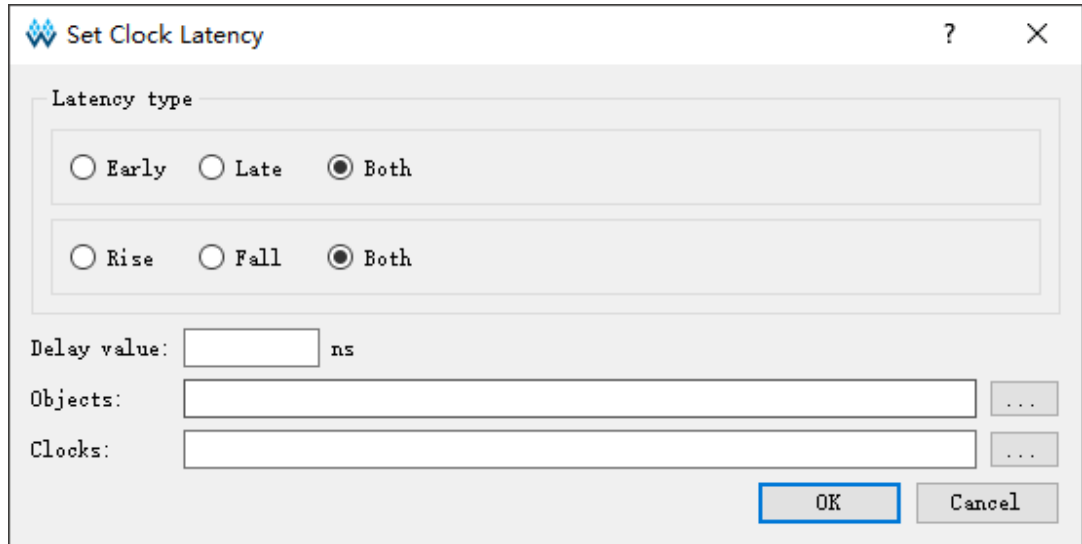 Set Clock Latency ?
Latency type
Early Late Both
Rise Fall Both
Delay value: ns
Objects: ...
Clocks: ...
OK Cancel